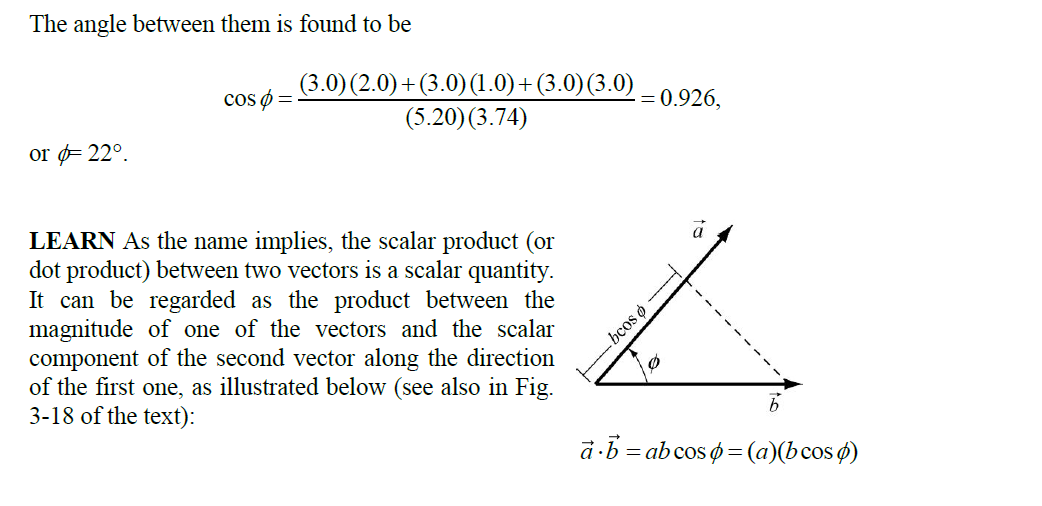 The angle between them is found to be
cos ϕ = (3.0)(2.0)+(3.0)(1.0)+(3.0)(3.0) / (5.20)(3.74) = 0.926,
or ϕ = 22°.
LEARN As the name implies, the scalar product (or
dot product) between two vectors is a scalar quantity.
It can be regarded as the product between the
magnitude of one of the vectors and the scalar
component of the second vector along the direction
of the first one, as illustrated below (see also in Fig.
3-18 of the text):
a⃗
bcos ϕ
ϕ
b⃗
a⃗ · b⃗ = ab cos ϕ = (a)(b cos ϕ)